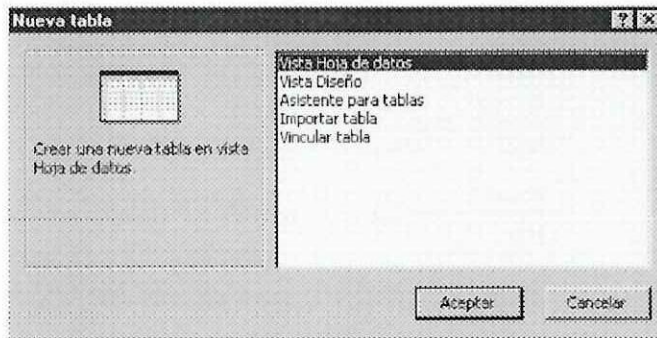 Nueva tabla
Crear una nueva tabla en vista
Hoja de datos.
Vista Hoja de datos
Vista Diseño
Asistente para tablas
Importar tabla
Vincular tabla
Aceptar
Cancelar